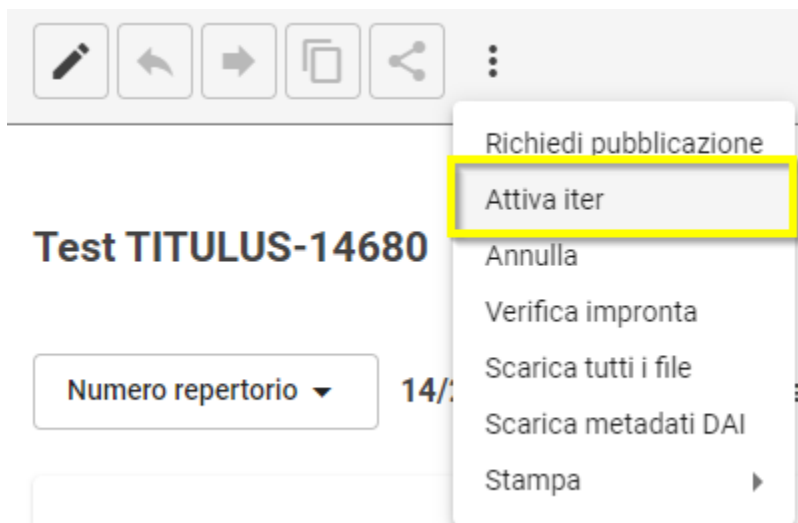 Richiedi pubblicazione
Attiva iter
Test TITULUS-14680
Annulla
Verifica impronta
Scarica tutti i file
Numero repertorio 14/
Scarica metadati DAI
Stampa